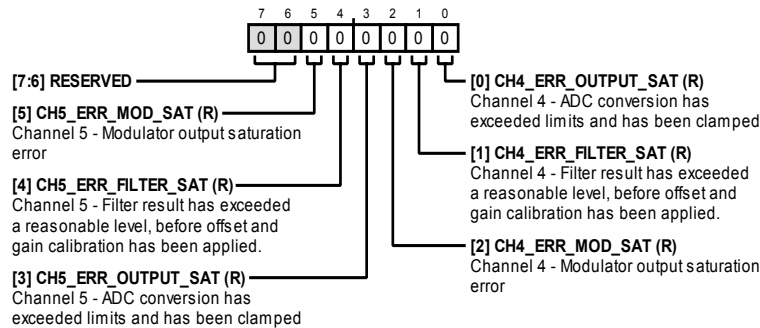 7 6 5 4 3 2 1 0
0 0 0 0 0 0 0 0
[7:6] RESERVED
[5] CH5_ERR_MOD_SAT (R)
Channel 5 - Modulator output saturation
error
[4] CH5_ERR_FILTER_SAT (R)
Channel 5 - Filter result has exceeded
a reasonable level, before offset and
gain calibration has been applied.
[3] CH5_ERR_OUTPUT_SAT (R)
Channel 5 - ADC conversion has
exceeded limits and has been clamped
[0] CH4_ERR_OUTPUT_SAT (R)
Channel 4 - ADC conversion has
exceeded limits and has been clamped
[1] CH4_ERR_FILTER_SAT (R)
Channel 4 - Filter result has exceeded
a reasonable level, before offset and
gain calibration has been applied.
[2] CH4_ERR_MOD_SAT (R)
Channel 4 - Modulator output saturation
error